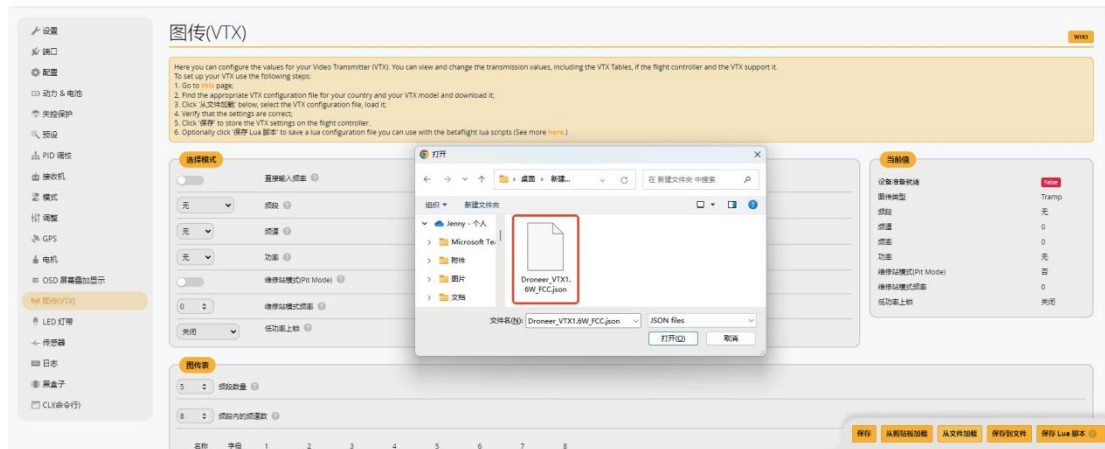 设置
端口
配置
动力 & 电池
失控保护
预设
PID 调校
接收机
模式
调整
GPS
电机
OSD 屏幕叠加显示
图传(VTX)
LED 灯带
传感器
日志
黑盒子
CLI(命令行)
图传(VTX)
WIKI
Here you can configure the values for your Video Transmitter (VTX). You can view and change the transmission values, including the VTX Tables, if the flight controller and the VTX support it.
To set up your VTX use the following steps:
1. Go to this page;
2. Find the appropriate VTX configuration file for your country and your VTX model and download it;
3. Click '从文件加载' below, select the VTX configuration file, load it;
4. Verify that the settings are correct;
5. Click '保存' to store the VTX settings on the flight controller.
6. Optionally click '保存 Lua 脚本' to save a lua configuration file you can use with the betaflight lua scripts (See more here.)
选择模式
直接输入频率
无 频段
无 频道
无 功率
维修站模式(Pit Mode)
0 维修站模式频率
关闭 低功率上锁
打开
桌面 › 新建...
在 新建文件夹 中搜索
组织 新建文件夹
Jenny - 个人
Microsoft Te
附件
图片
文档
Droneer_VTX1.
6W_FCC.json
文件名(N): Droneer_VTX1.6W_FCC.json
JSON files
打开(O) 取消
当前值
设备准备就绪 False
图传类型 Tramp
频段 无
频道 0
频率 0
功率 无
维修站模式(Pit Mode) 否
维修站模式频率 0
低功率上锁 关闭
图传表
5 频段数量
8 频段内的频道数
名称 字母 1 2 3 4 5 6 7 8
保存 从剪贴板加载 从文件加载 保存到文件 保存 Lua 脚本